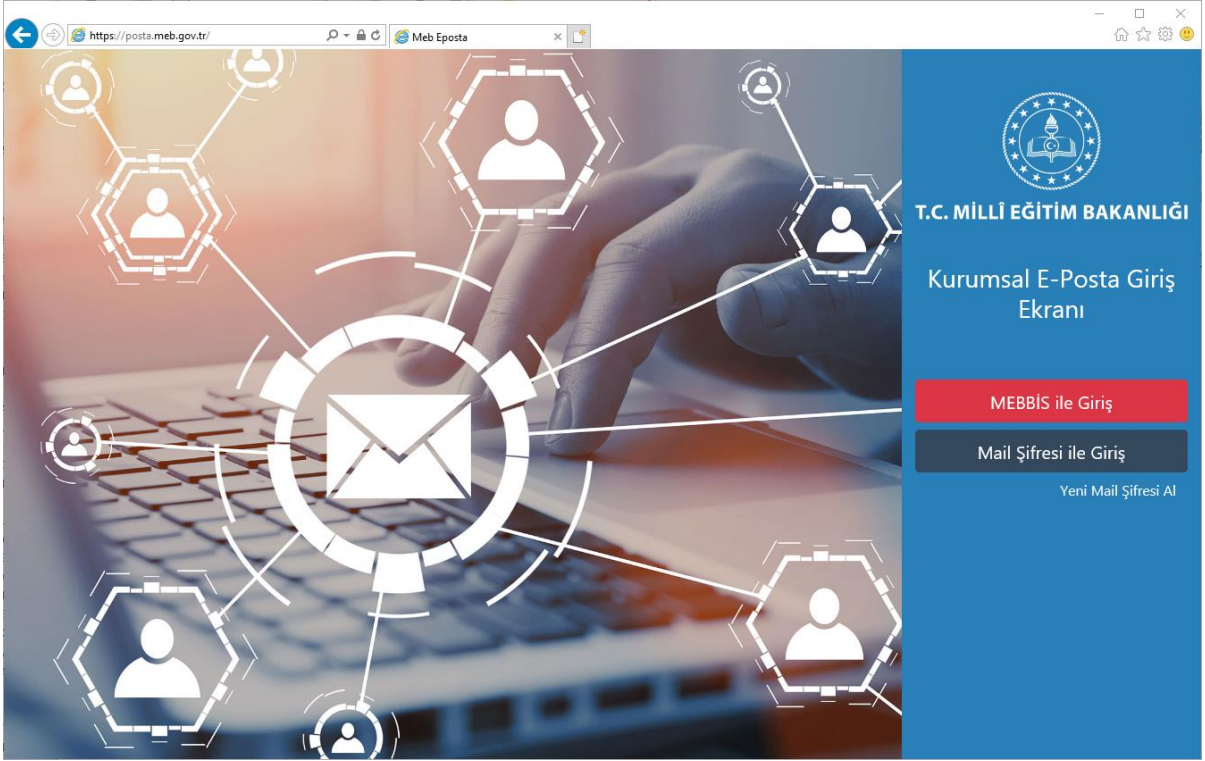 https://posta.meb.gov.tr/
Meb Eposta
T.C. MİLLÎ EĞİTİM BAKANLIĞI
Kurumsal E-Posta Giriş
Ekranı
MEBBİS ile Giriş
Mail Şifresi ile Giriş
Yeni Mail Şifresi Al